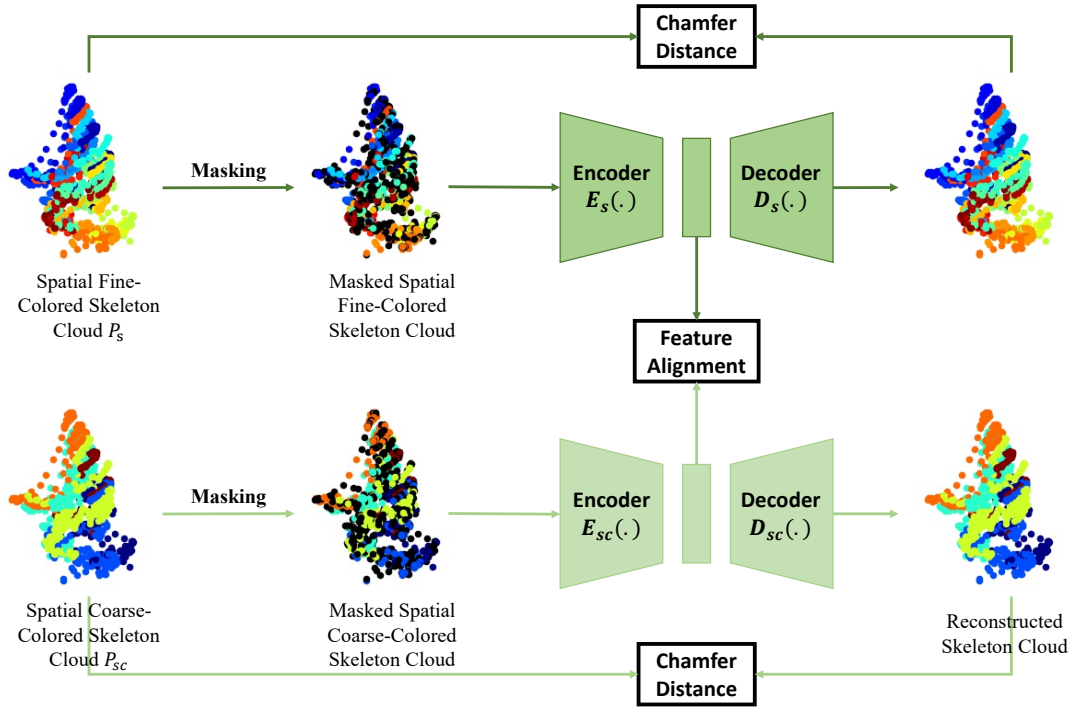 Chamfer
Distance
Masking
Encoder
E_s(.)
Decoder
D_s(.)
Spatial Fine-
Colored Skeleton
Cloud P_s
Masked Spatial
Fine-Colored
Skeleton Cloud
Feature
Alignment
Masking
Encoder
E_sc(.)
Decoder
D_sc(.)
Spatial Coarse-
Colored Skeleton
Cloud P_sc
Masked Spatial
Coarse-Colored
Skeleton Cloud
Reconstructed
Skeleton Cloud
Chamfer
Distance